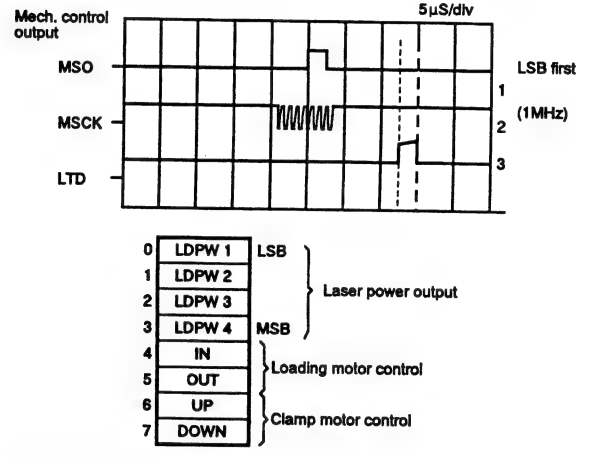 Mech. control
output
5µS/div
MSO
LSB first
1
MSCK
2
(1MHz)
3
LTD
0 LDPW 1 LSB
1 LDPW 2
2 LDPW 3
Laser power output
3 LDPW 4 MSB
4 IN
Loading motor control
5 OUT
6 UP
Clamp motor control
7 DOWN